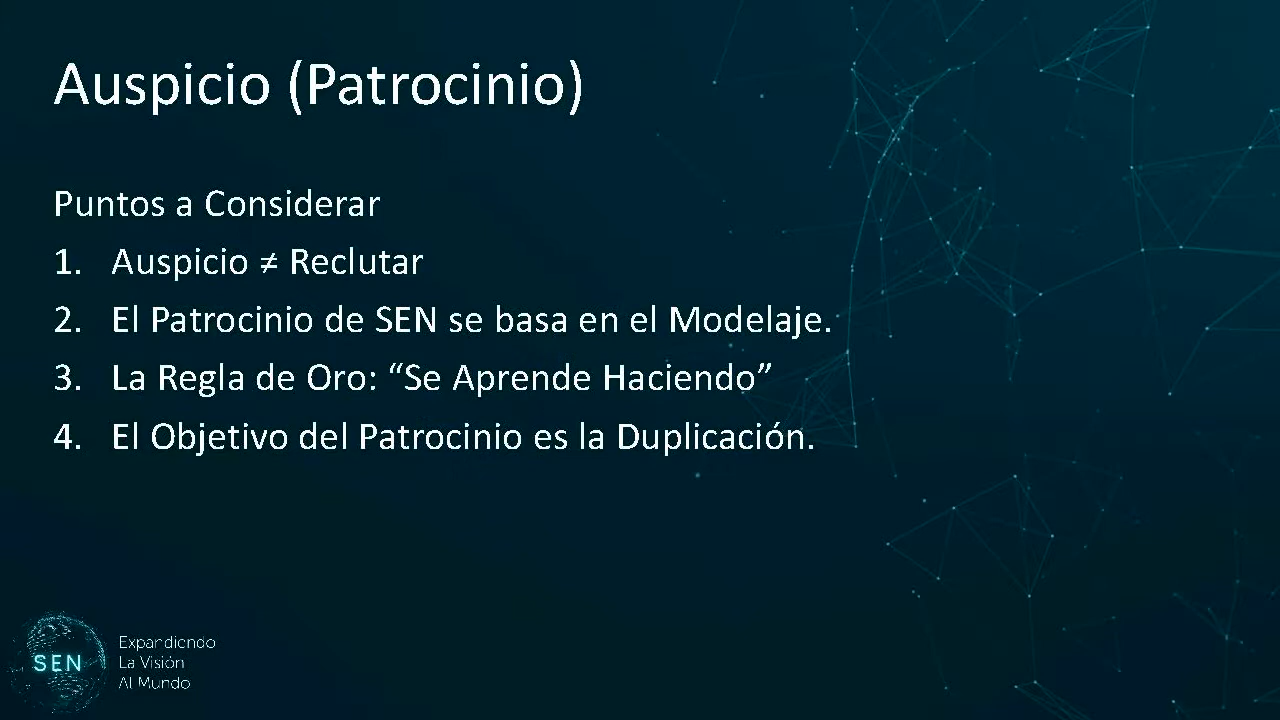 Auspicio (Patrocinio)
Puntos a Considerar
1. Auspicio ≠ Reclutar
2. El Patrocinio de SEN se basa en el Modelaje.
3. La Regla de Oro: “Se Aprende Haciendo”
4. El Objetivo del Patrocinio es la Duplicación.
SEN
Expandiendo
La Visión
Al Mundo